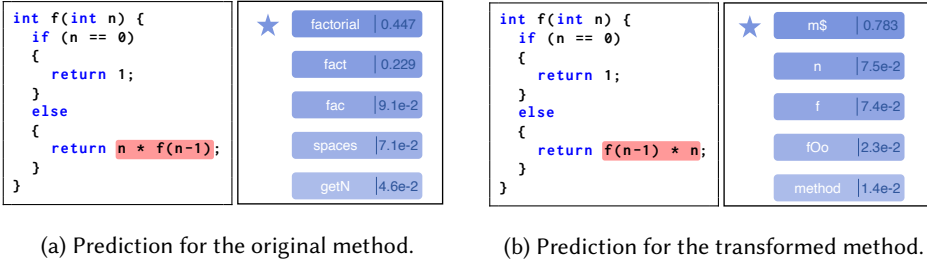 int f(int n) {
if (n == 0)
{
return 1;
}
else
{
return n * f(n-1);
}
}
factorial 0.447
fact 0.229
fac 9.1e-2
spaces 7.1e-2
getN 4.6e-2
(a) Prediction for the original method.
int f(int n) {
if (n == 0)
{
return 1;
}
else
{
return f(n-1) * n;
}
}
m$ 0.783
n 7.5e-2
f 7.4e-2
fOo 2.3e-2
method 1.4e-2
(b) Prediction for the transformed method.